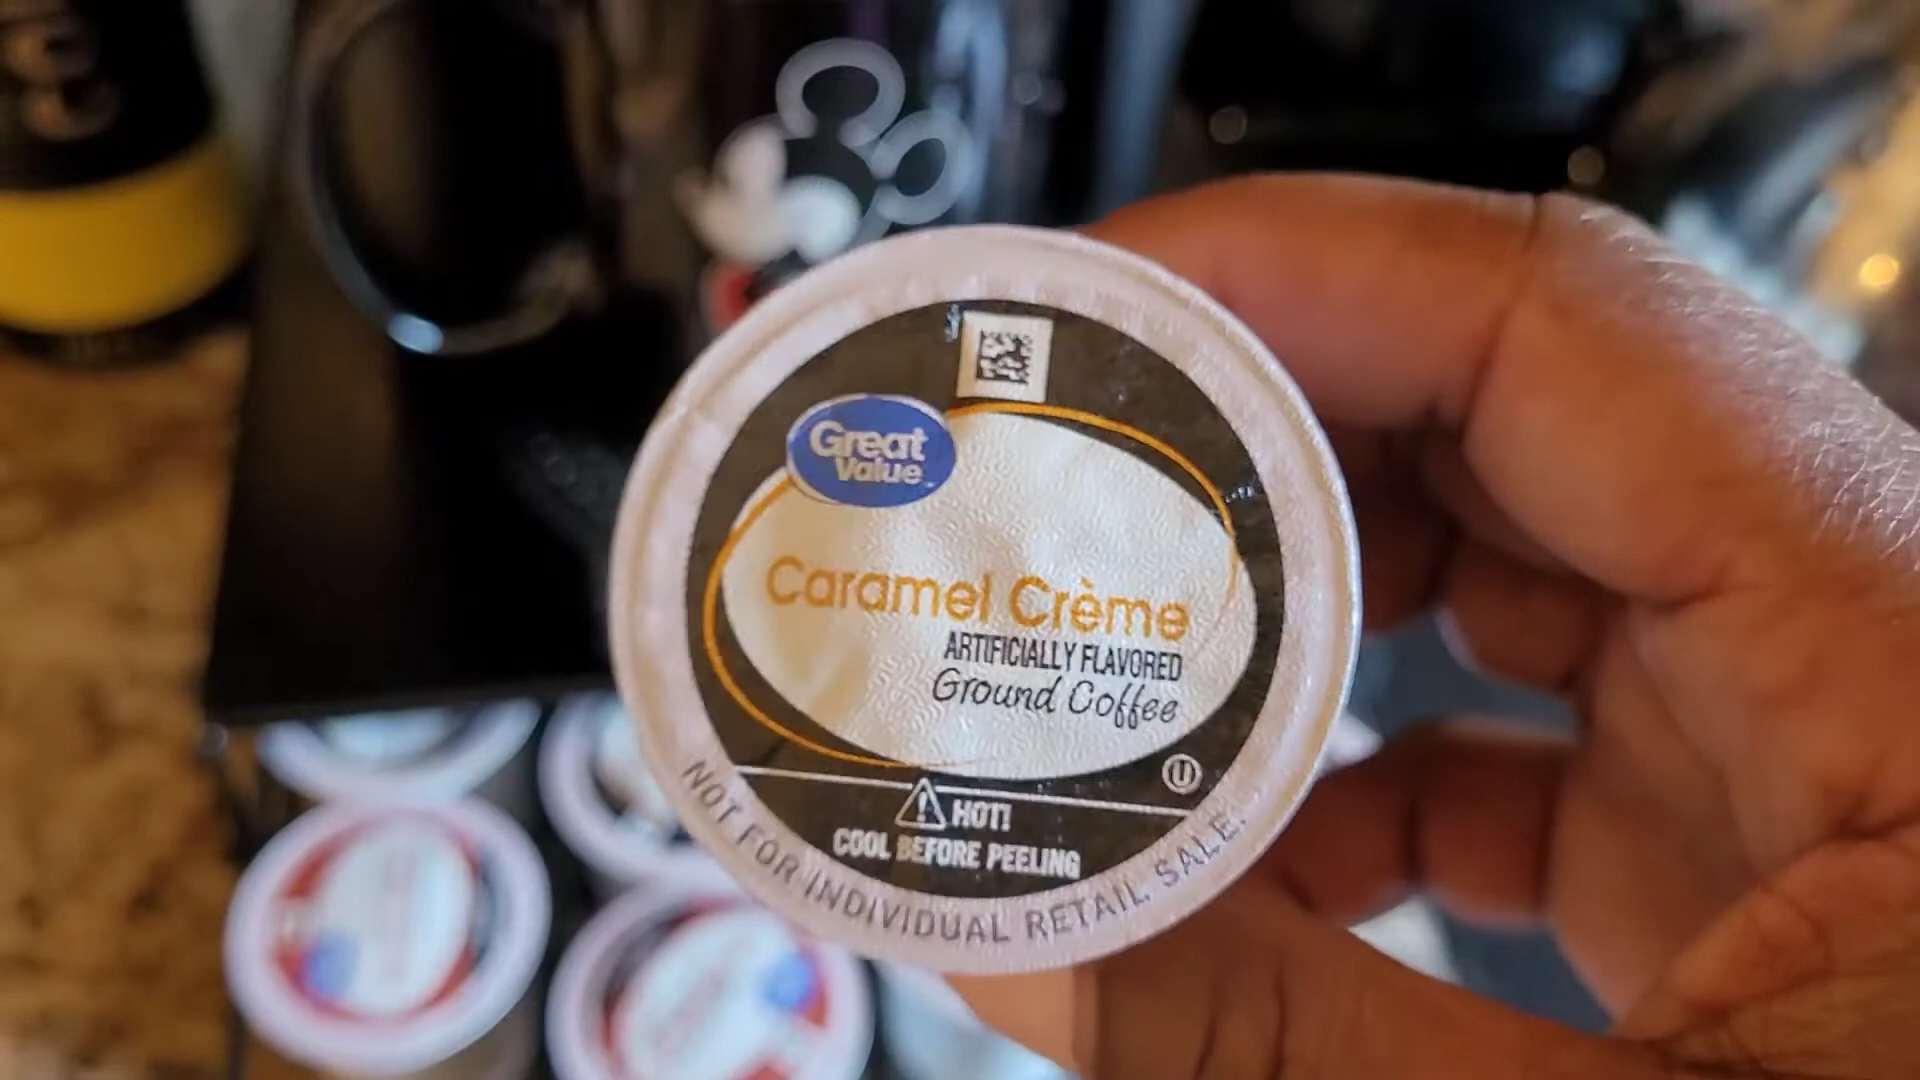 Great
Value
Caramel Crème
ARTIFICIALLY FLAVORED
Ground Coffee
U
HOT!
COOL BEFORE PEELING
NOT FOR INDIVIDUAL RETAIL SALE.